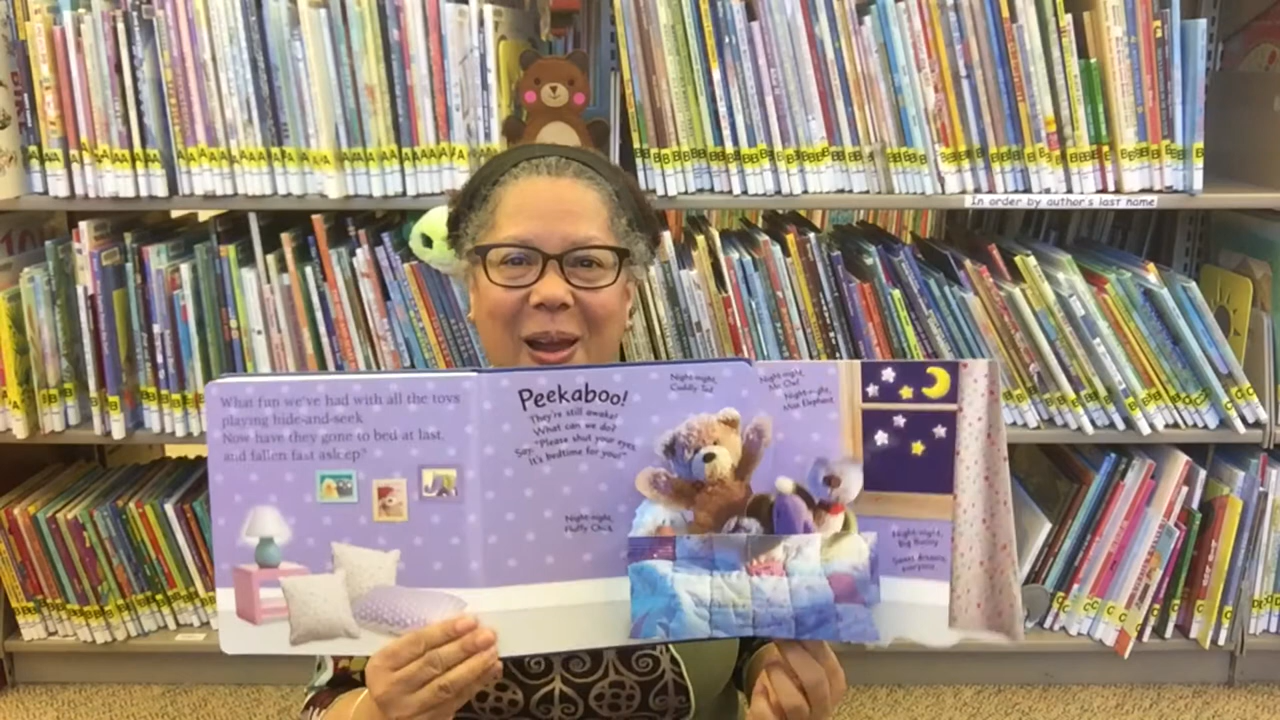 In order by author's last name
What fun we've had with all the toys
playing hide-and-seek.
Now have they gone to bed at last,
and fallen fast asleep?
Peekaboo!
They're still awake!
What can we do?
Say, "Please shut your eyes,
It's bedtime for you!"
Night-night,
Cuddly Ted.
Night-night,
Mr Owl.
Night-night,
Miss Elephant.
Night-night,
Fluffy Chick.
Night-night,
Big Bunny.
Sweet dreams,
everyone.